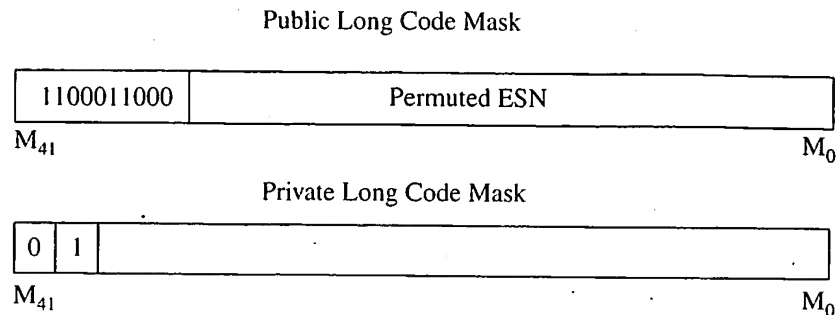 Public Long Code Mask
1100011000 Permuted ESN
M41 M0
Private Long Code Mask
0 1
M41 M0